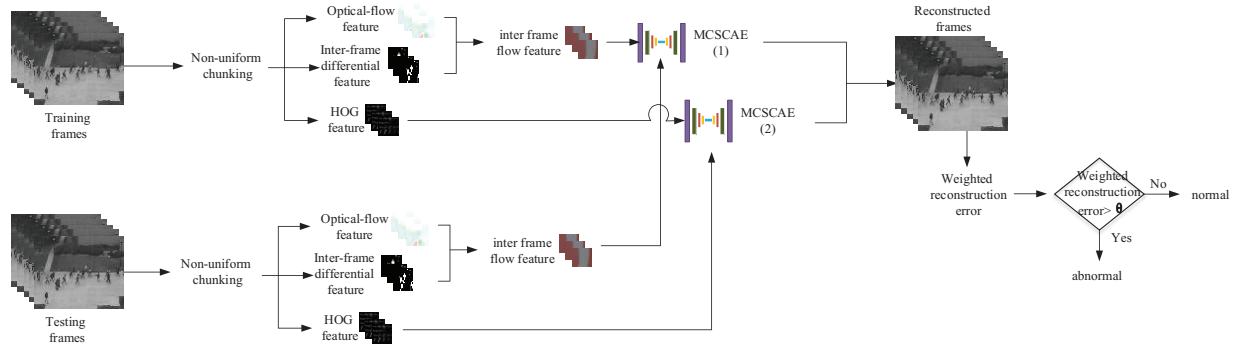 Training
frames
Non-uniform
chunking
Optical-flow
feature
Inter-frame
differential
feature
HOG
feature
inter frame
flow feature
MCSCAE
(1)
MCSCAE
(2)
Reconstructed
frames
Weighted
reconstruction
error
Weighted
reconstruction
error> θ
No
normal
Yes
abnormal
Testing
frames
Non-uniform
chunking
Optical-flow
feature
Inter-frame
differential
feature
HOG
feature
inter frame
flow feature